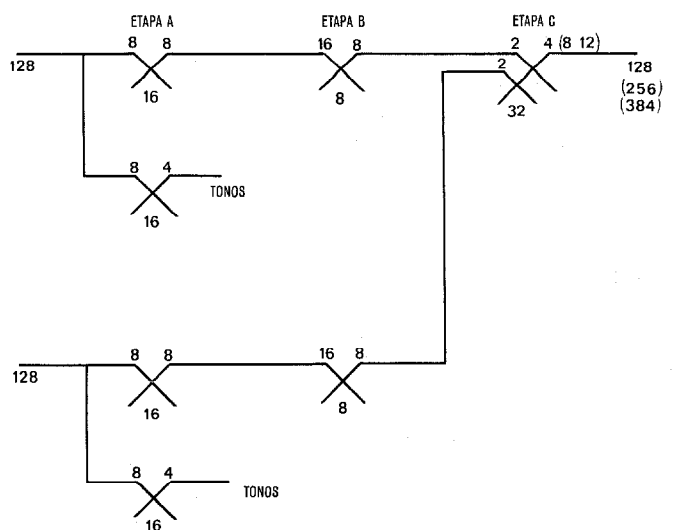 ETAPA A ETAPA B ETAPA C
8 8 16 8 2 4 (8 12)
128 2 128
16 8 32 (256)
(384)
8 4
TONOS
16
8 8 16 8
128
16 8
8 4
TONOS
16